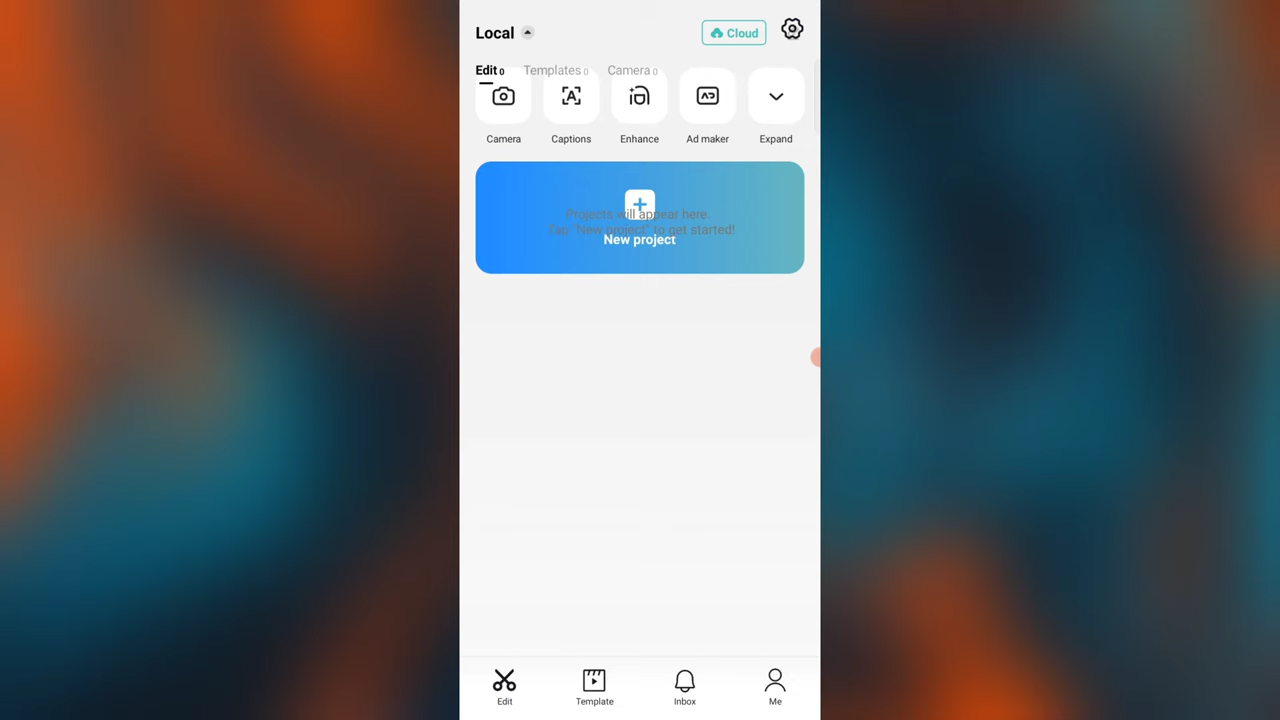 Local
Cloud
Edit 0 Templates 0 Camera 0
Camera Captions Enhance Ad maker Expand
Projects will appear here.
Tap "New project" to get started!
New project
Edit Template Inbox Me